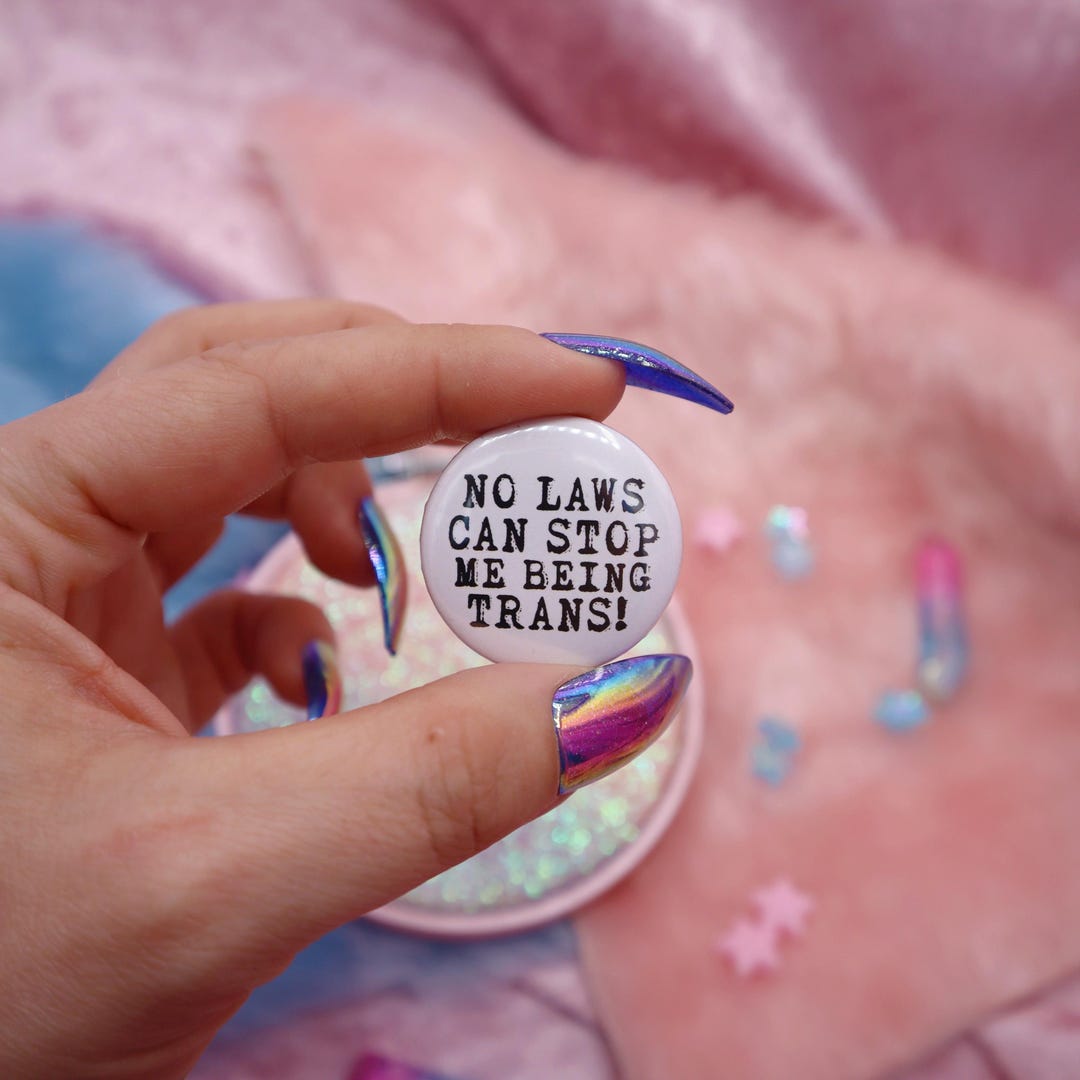 NO LAWS
CAN STOP
ME BEING
TRANS!